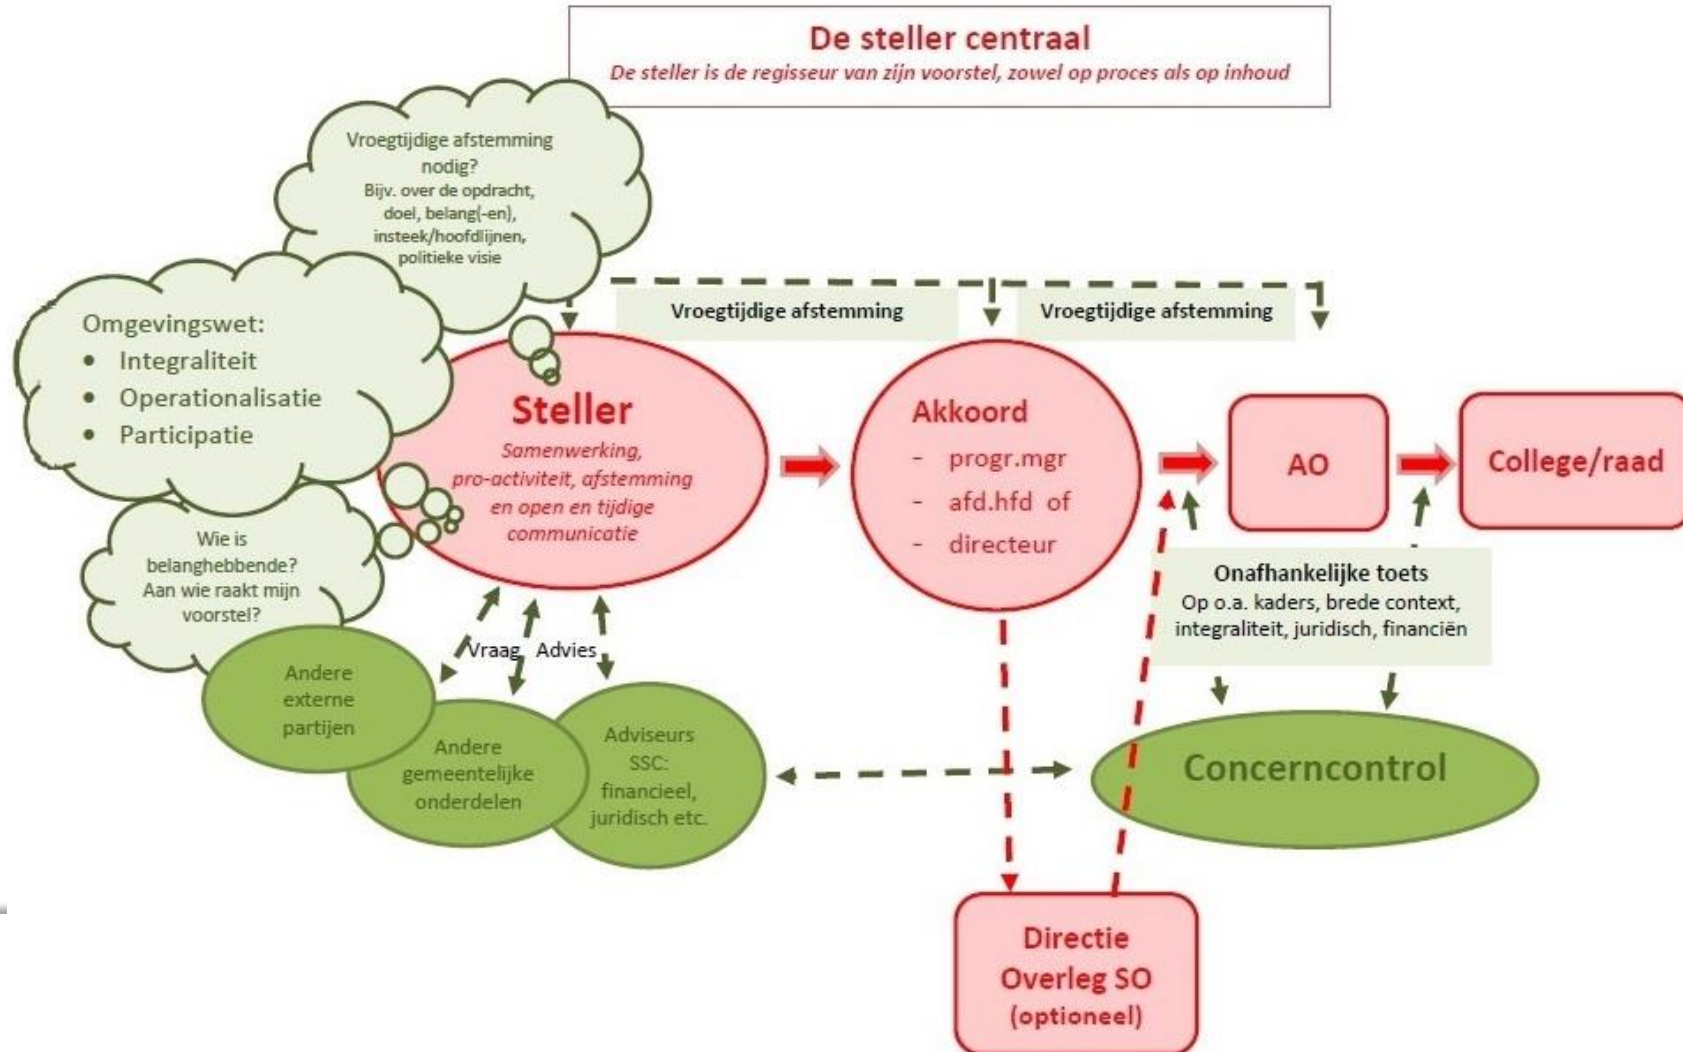 De steller centraal
De steller is de regisseur van zijn voorstel, zowel op proces als op inhoud
Vroegtijdige afstemming
nodig?
Bijv. over de opdracht,
doel, belang(-en),
insteek/hoofdlijnen,
politieke visie
Omgevingswet:
• Integraliteit
• Operationalisatie
• Participatie
Wie is
belanghebbende?
Aan wie raakt mijn
voorstel?
Vroegtijdige afstemming
Vroegtijdige afstemming
Steller
Samenwerking,
pro-activiteit, afstemming
en open en tijdige
communicatie
Akkoord
- progr.mgr
- afd.hfd of
- directeur
AO
College/raad
Onafhankelijke toets
Op o.a. kaders, brede context,
integraliteit, juridisch, financiën
Vraag Advies
Andere
externe
partijen
Andere
gemeentelijke
onderdelen
Adviseurs
SSC:
financieel,
juridisch etc.
Concerncontrol
Directie
Overleg SO
(optioneel)